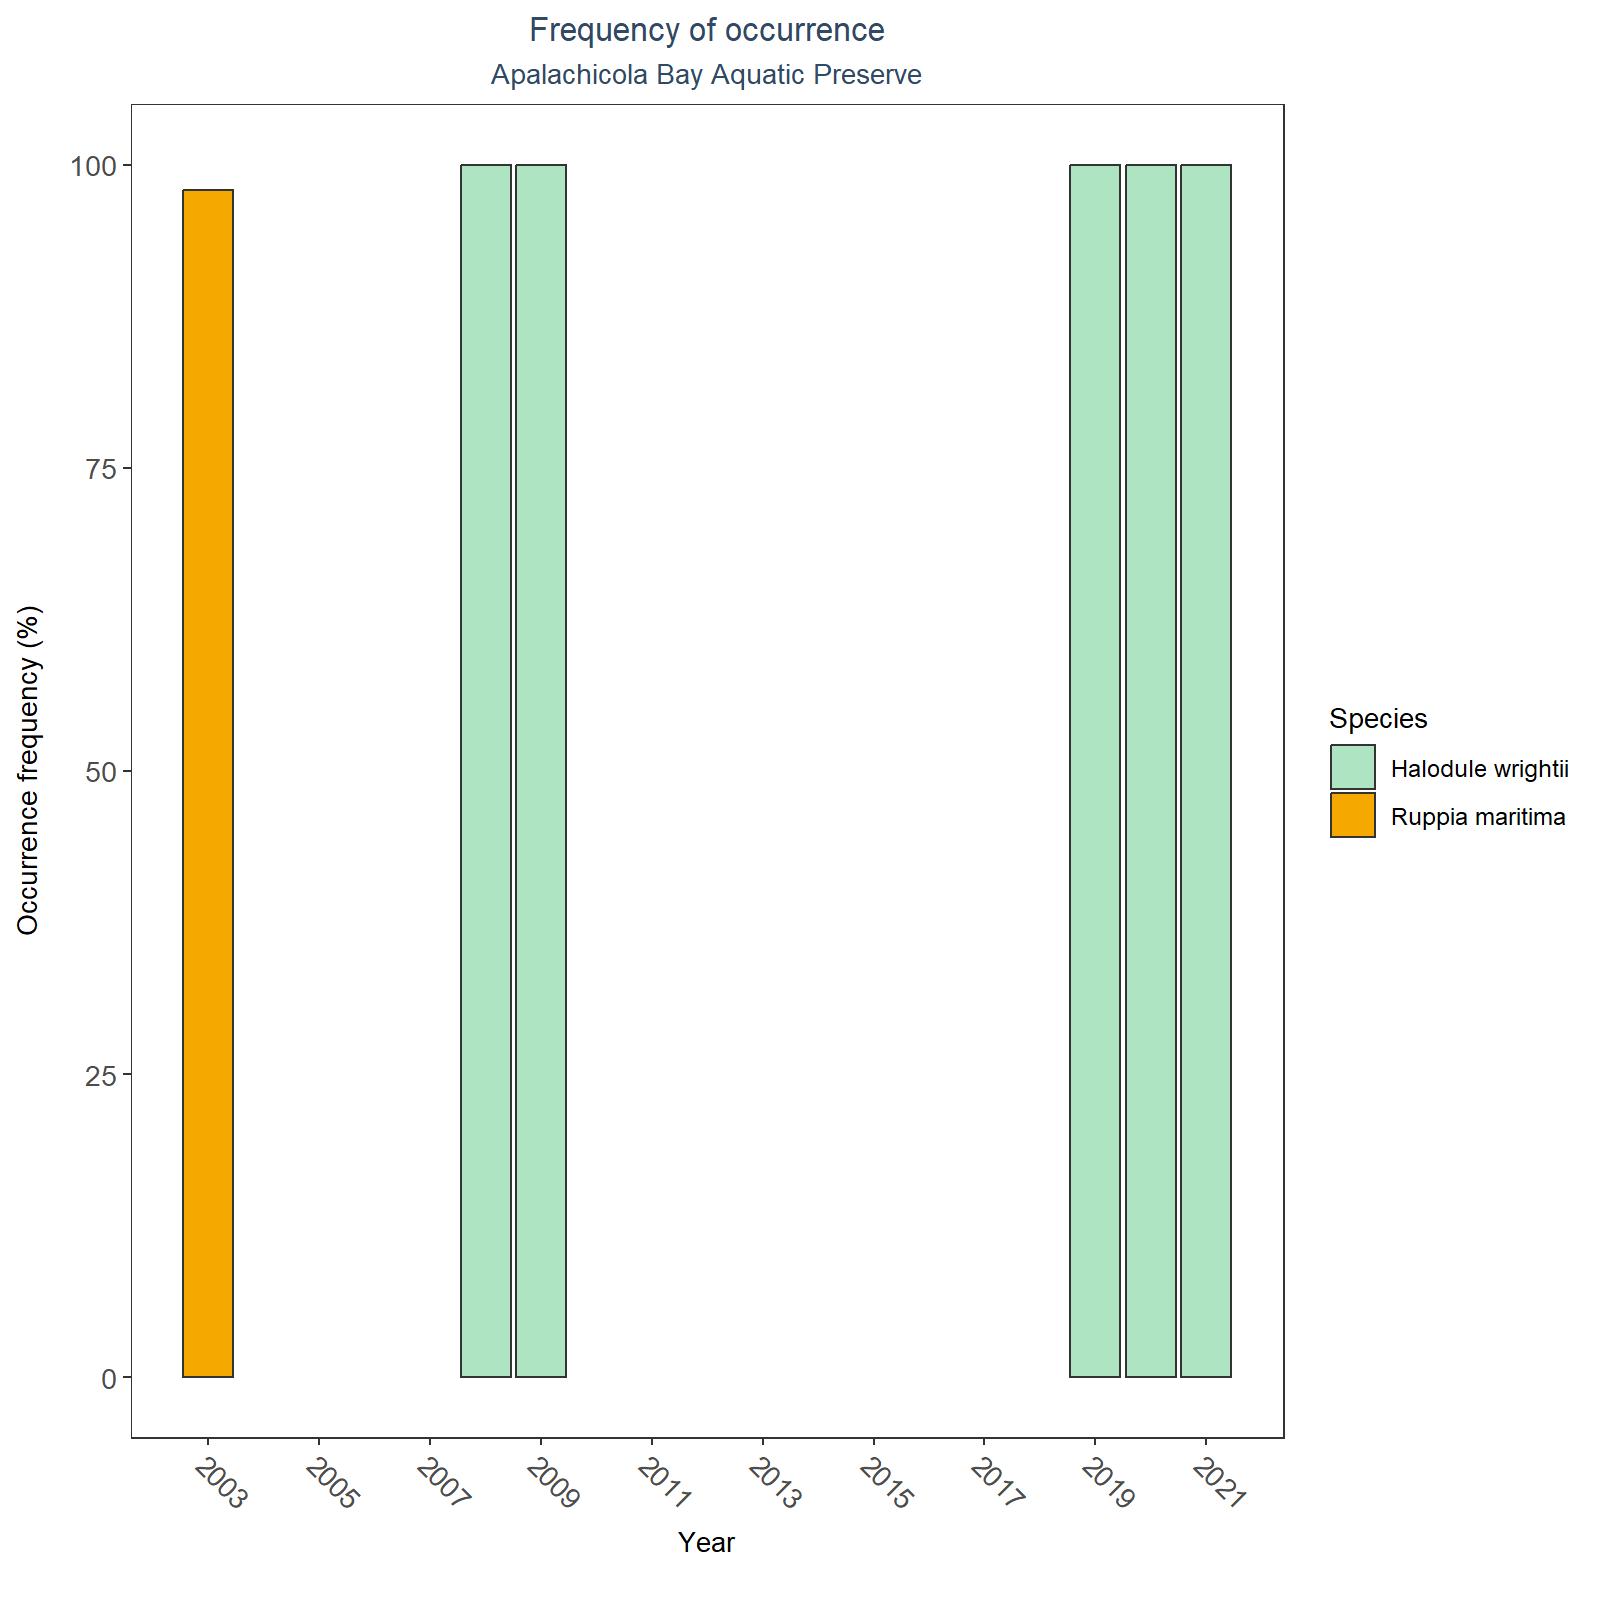 Frequency of occurrence
Apalachicola Bay Aquatic Preserve
100
75
50
25
0
Occurrence frequency (%)
2003
2005
2007
2009
2011
2013
2015
2017
2019
2021
Year
Species
Halodule wrightii
Ruppia maritima